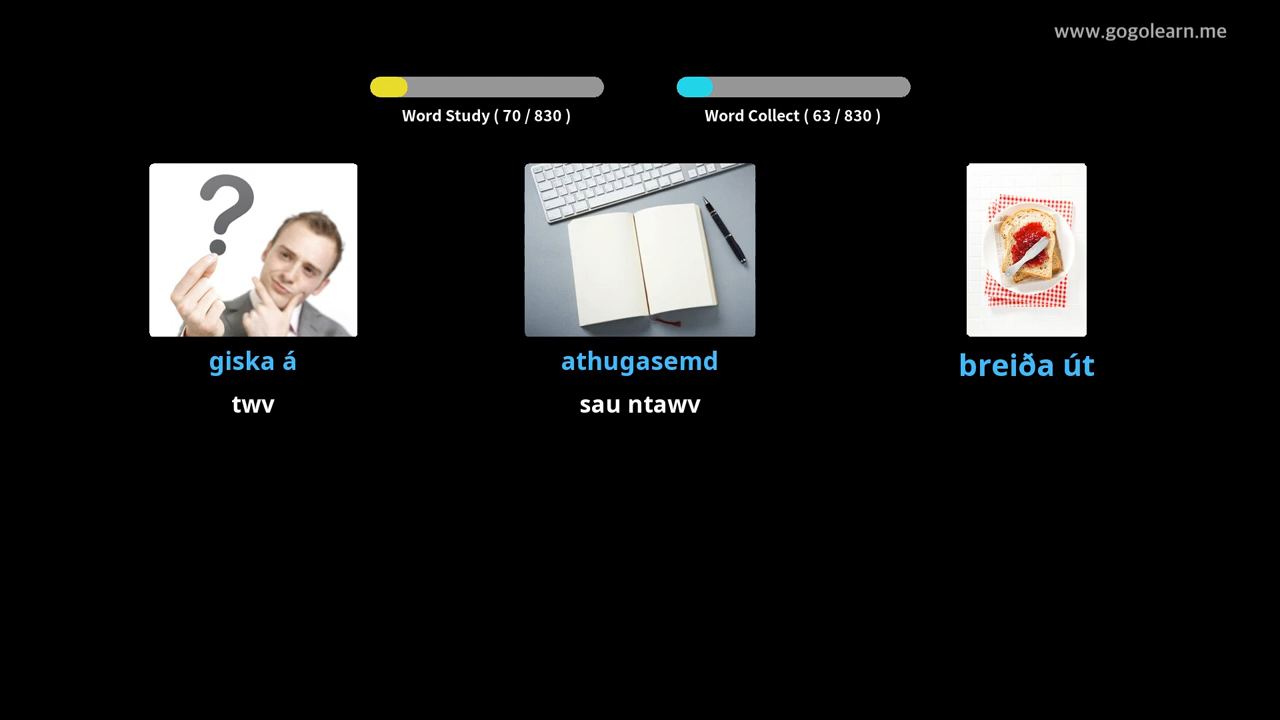 www.gogolearn.me
Word Study ( 70 / 830 )
Word Collect ( 63 / 830 )
giska á
athugasemd
breiða út
twv
sau ntawv